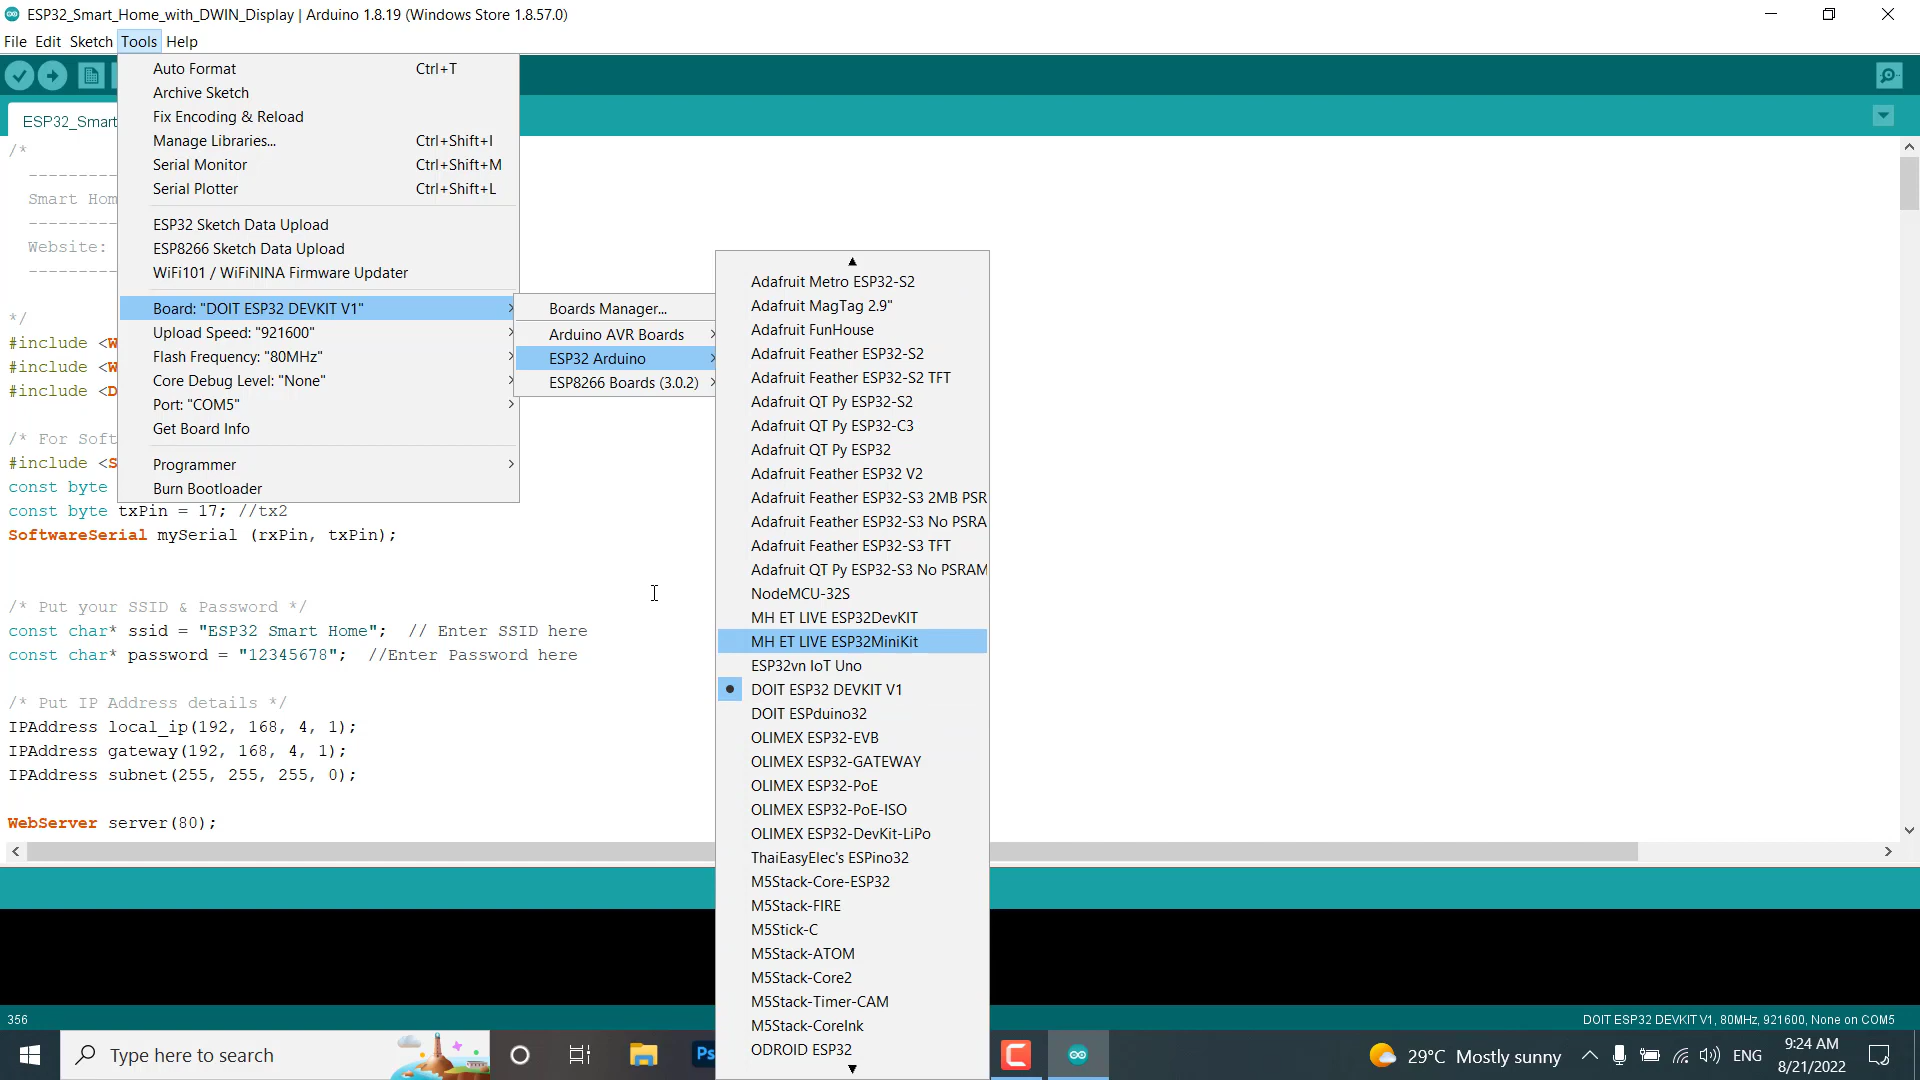 ESP32_Smart_Home_with_DWIN_Display | Arduino 1.8.19 (Windows Store 1.8.57.0)
File Edit Sketch Tools Help
Auto Format Ctrl+T
Archive Sketch
Fix Encoding & Reload
Manage Libraries... Ctrl+Shift+I
Serial Monitor Ctrl+Shift+M
Serial Plotter Ctrl+Shift+L
ESP32 Sketch Data Upload
ESP8266 Sketch Data Upload
WiFi101 / WiFiNINA Firmware Updater
Board: "DOIT ESP32 DEVKIT V1"
Upload Speed: "921600"
Flash Frequency: "80MHz"
Core Debug Level: "None"
Port: "COM5"
Get Board Info
Programmer
Burn Bootloader
Boards Manager...
Arduino AVR Boards
ESP32 Arduino
ESP8266 Boards (3.0.2)
Adafruit Metro ESP32-S2
Adafruit MagTag 2.9"
Adafruit FunHouse
Adafruit Feather ESP32-S2
Adafruit Feather ESP32-S2 TFT
Adafruit QT Py ESP32-S2
Adafruit QT Py ESP32-C3
Adafruit QT Py ESP32
Adafruit Feather ESP32 V2
Adafruit Feather ESP32-S3 2MB PSR
Adafruit Feather ESP32-S3 No PSRA
Adafruit Feather ESP32-S3 TFT
Adafruit QT Py ESP32-S3 No PSRAM
NodeMCU-32S
MH ET LIVE ESP32DevKIT
MH ET LIVE ESP32MiniKit
ESP32vn IoT Uno
DOIT ESP32 DEVKIT V1
DOIT ESPduino32
OLIMEX ESP32-EVB
OLIMEX ESP32-GATEWAY
OLIMEX ESP32-PoE
OLIMEX ESP32-PoE-ISO
OLIMEX ESP32-DevKit-LiPo
ThaiEasyElec's ESPino32
M5Stack-Core-ESP32
M5Stack-FIRE
M5Stick-C
M5Stack-ATOM
M5Stack-Core2
M5Stack-Timer-CAM
M5Stack-CoreInk
ODROID ESP32
ESP32_Smart
/*
-----------
Smart Hom
-----------
Website:
-----------
*/
#include <W
#include <W
#include <D
/* For Soft
#include <S
const byte
const byte txPin = 17; //tx2
SoftwareSerial mySerial (rxPin, txPin);
/* Put your SSID & Password */
const char* ssid = "ESP32 Smart Home"; // Enter SSID here
const char* password = "12345678"; //Enter Password here
/* Put IP Address details */
IPAddress local_ip(192, 168, 4, 1);
IPAddress gateway(192, 168, 4, 1);
IPAddress subnet(255, 255, 255, 0);
WebServer server(80);
356
DOIT ESP32 DEVKIT V1, 80MHz, 921600, None on COM5
Type here to search
Ps
29°C Mostly sunny
ENG
9:24 AM
8/21/2022